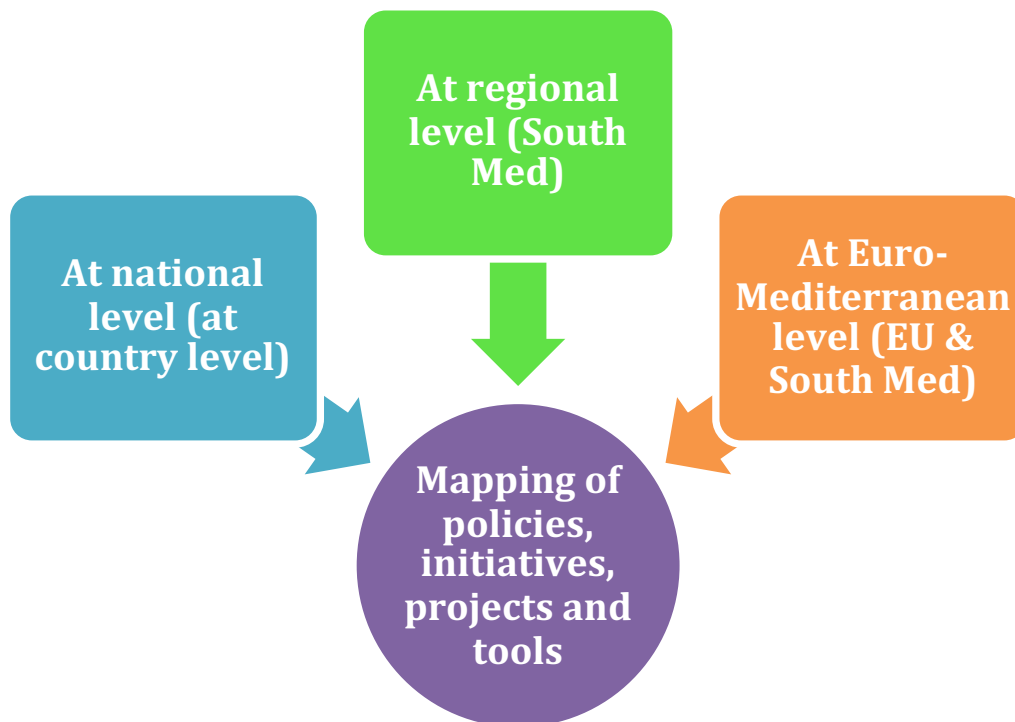 At regional
level (South
Med)
At national
level (at
country level)
At Euro-
Mediterranean
level (EU &
South Med)
Mapping of
policies,
initiatives,
projects and
tools